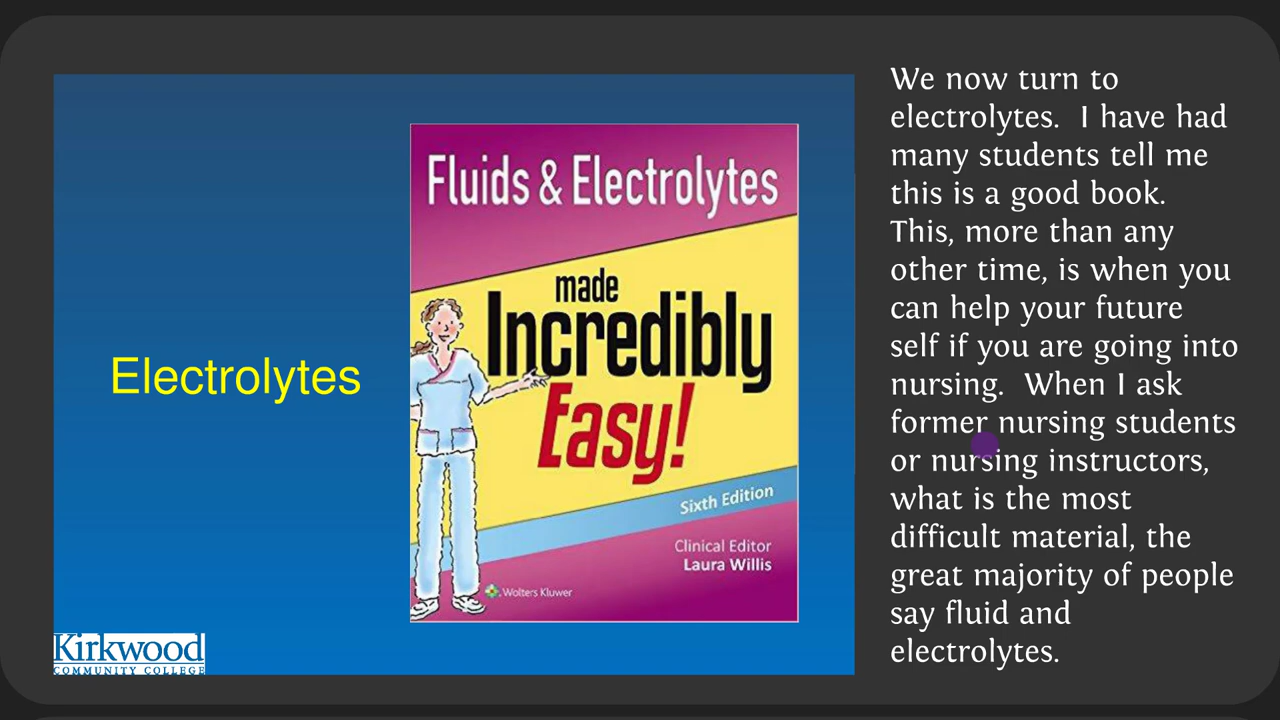 Electrolytes
Fluids & Electrolytes
made
Incredibly
Easy!
Sixth Edition
Clinical Editor
Laura Willis
Wolters Kluwer
Kirkwood
COMMUNITY COLLEGE
We now turn to
electrolytes.  I have had
many students tell me
this is a good book.
This, more than any
other time, is when you
can help your future
self if you are going into
nursing.  When I ask
former nursing students
or nursing instructors,
what is the most
difficult material, the
great majority of people
say fluid and
electrolytes.